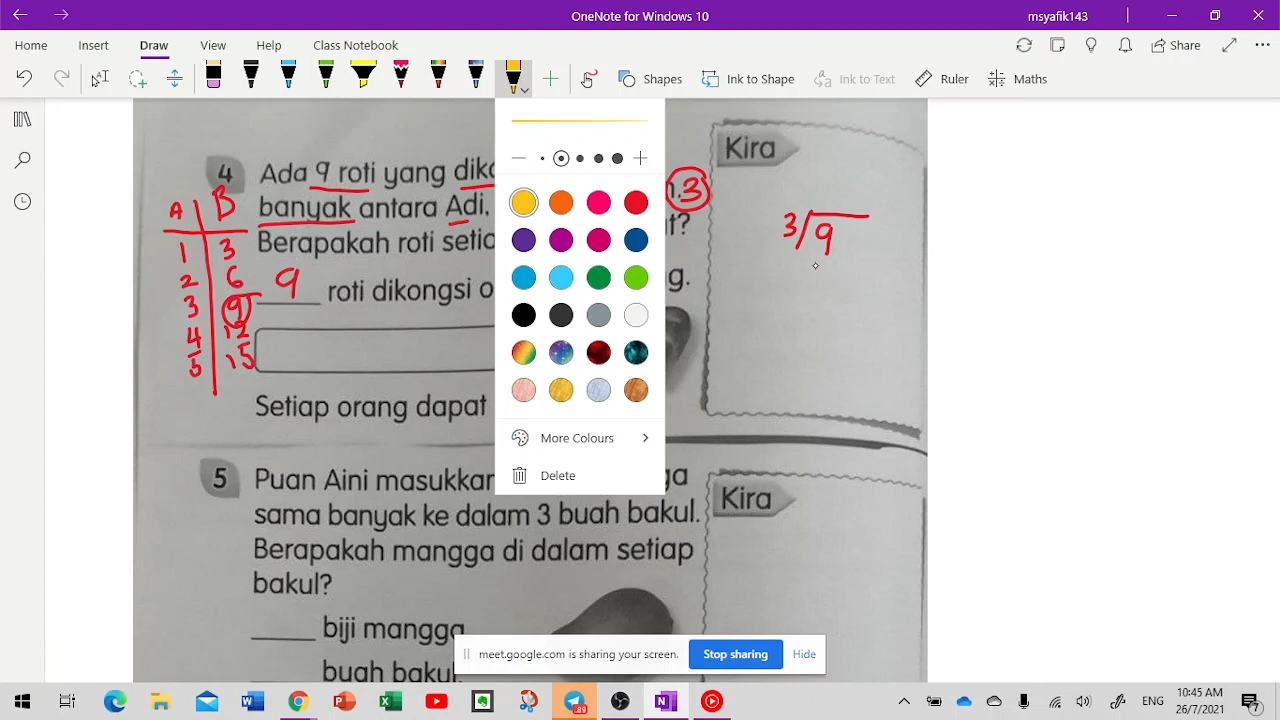 OneNote for Windows 10
msyafik143
Home Insert Draw View Help Class Notebook
Share
Shapes Ink to Shape Ink to Text Ruler Maths
4 Ada 9 roti yang
banyak antara Adi,
3
Berapakah roti
A B
1 3
2 6
3 9
4 12
5 15
9
roti dikongsi
g.
Setiap orang dapat
Kira
3 9
More Colours
Delete
5 Puan Aini masukkan
sama banyak ke dalam 3 buah bakul.
Berapakah mangga di dalam setiap
bakul?
____ biji mangga
buah bakul
Kira
meet.google.com is sharing your screen.
Stop sharing
Hide
89
ENG
8:45 AM
26/7/2021
7